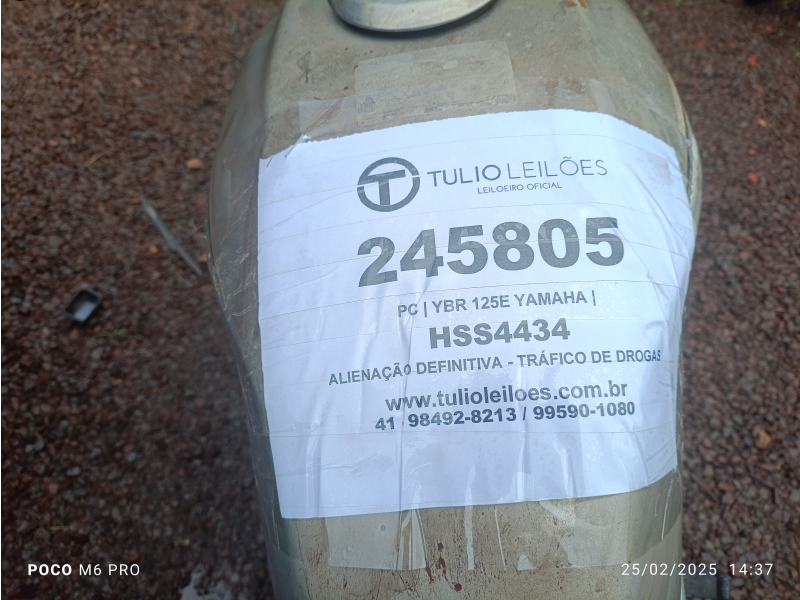 TULIO LEILÕES
LEILOEIRO OFICIAL
245805
PC | YBR 125E YAMAHA |
HSS4434
ALIENAÇÃO DEFINITIVA - TRÁFICO DE DROGAS
www.tulioleiloes.com.br
41 98492-8213 / 99590-1080
POCO M6 PRO
25/02/2025 14:37